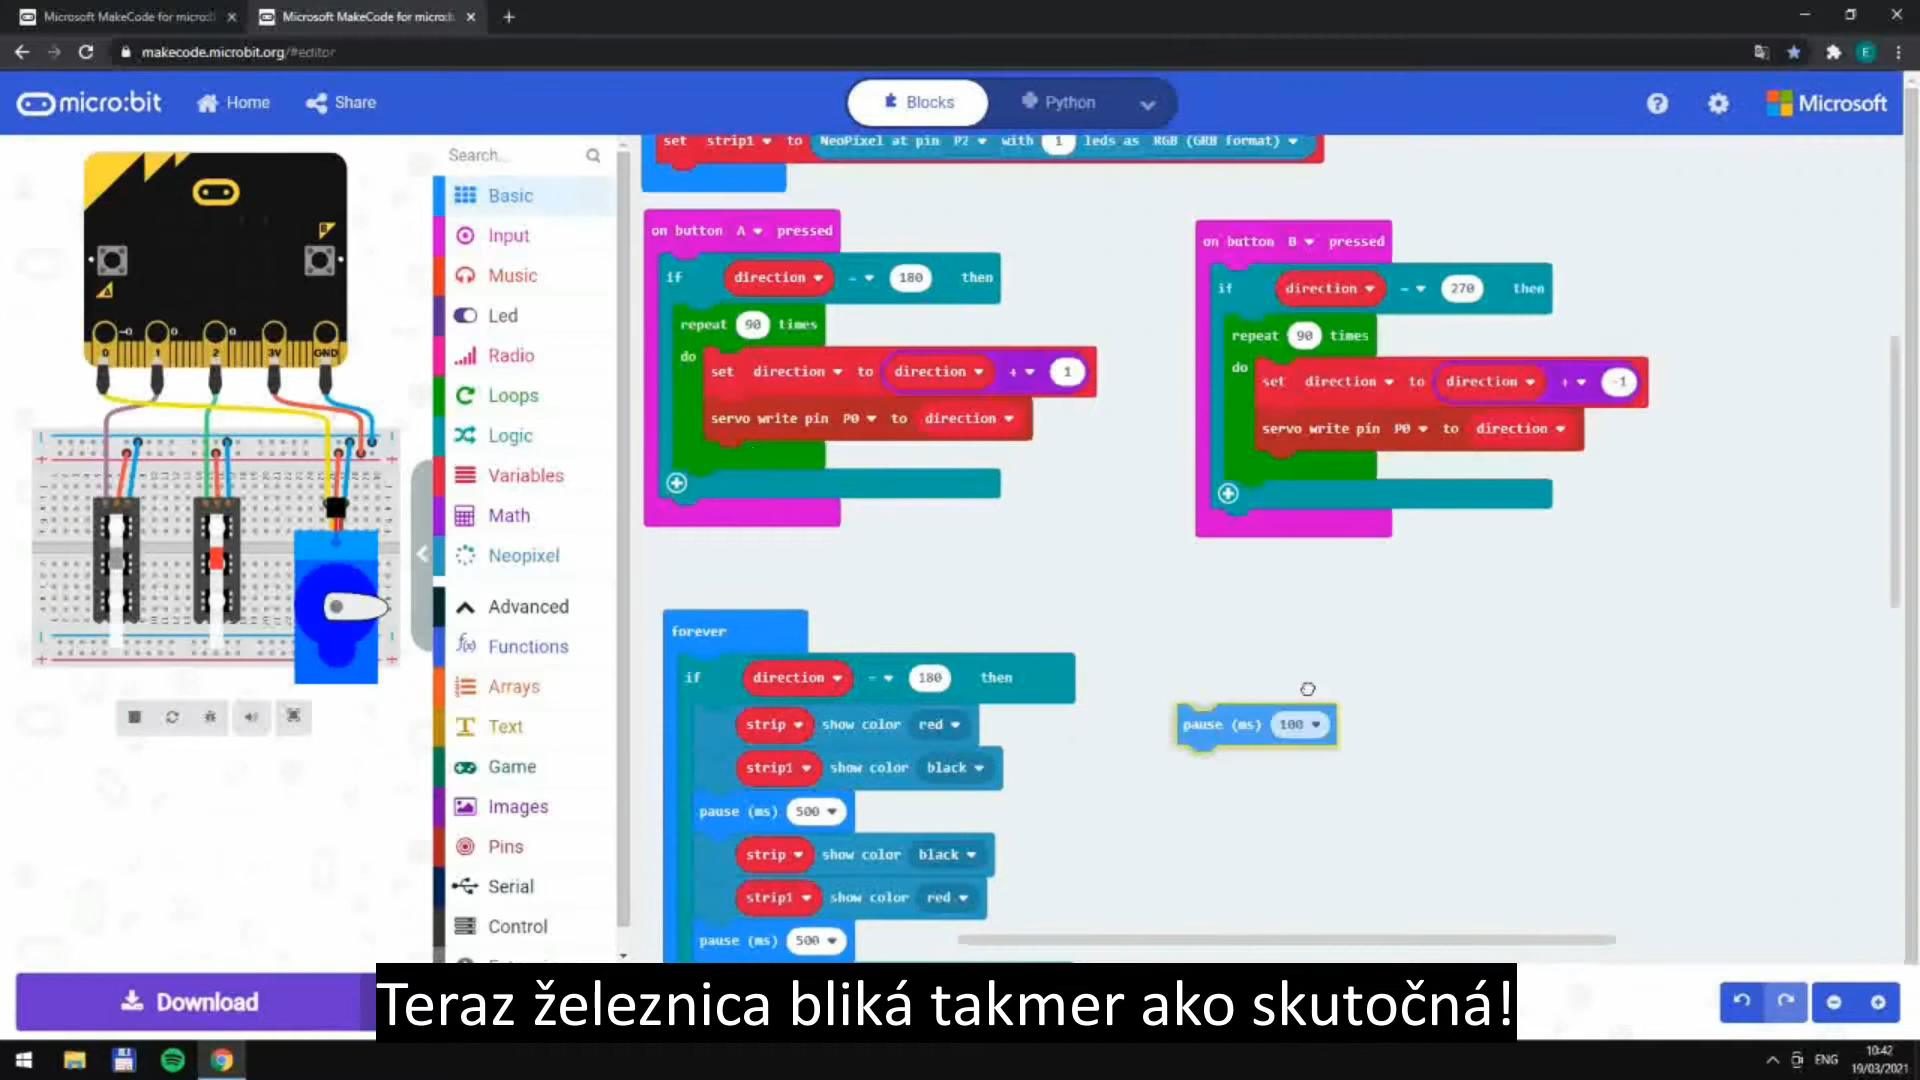 Microsoft MakeCode for micro:b
Microsoft MakeCode for micro:b
makecode.microbit.org/#editor
micro:bit
Home
Share
Blocks
Python
Microsoft
Search...
Basic
Input
Music
Led
Radio
Loops
Logic
Variables
Math
Neopixel
Advanced
Functions
Arrays
Text
Game
Images
Pins
Serial
Control
A
B
0 1 2 3V GND
set strip1 to NeoPixel at pin P2 with 1 leds as RGB (GRB format)
on button A pressed
if direction = 180 then
repeat 90 times
do
set direction to direction + 1
servo write pin P0 to direction
on button B pressed
if direction = 270 then
repeat 90 times
do
set direction to direction + -1
servo write pin P0 to direction
forever
if direction = 180 then
strip show color red
strip1 show color black
pause (ms) 500
strip show color black
strip1 show color red
pause (ms) 500
pause (ms) 100
Download
Teraz železnica bliká takmer ako skutočná!
E
ENG
10:42
19/03/2021